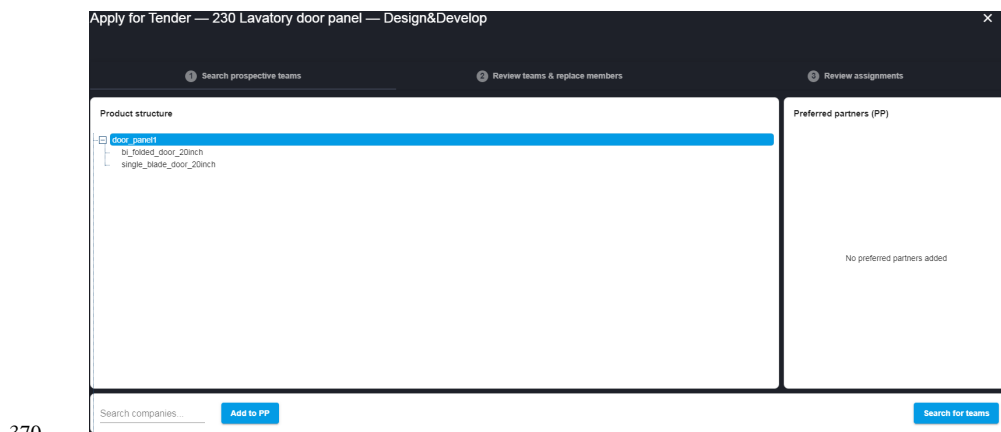 Apply for Tender — 230 Lavatory door panel — Design&Develop
×
1 Search prospective teams
2 Review teams & replace members
3 Review assignments
Product structure
Preferred partners (PP)
door_panel1
bi_folded_door_20inch
single_blade_door_20inch
No preferred partners added
Search companies...
Add to PP
Search for teams